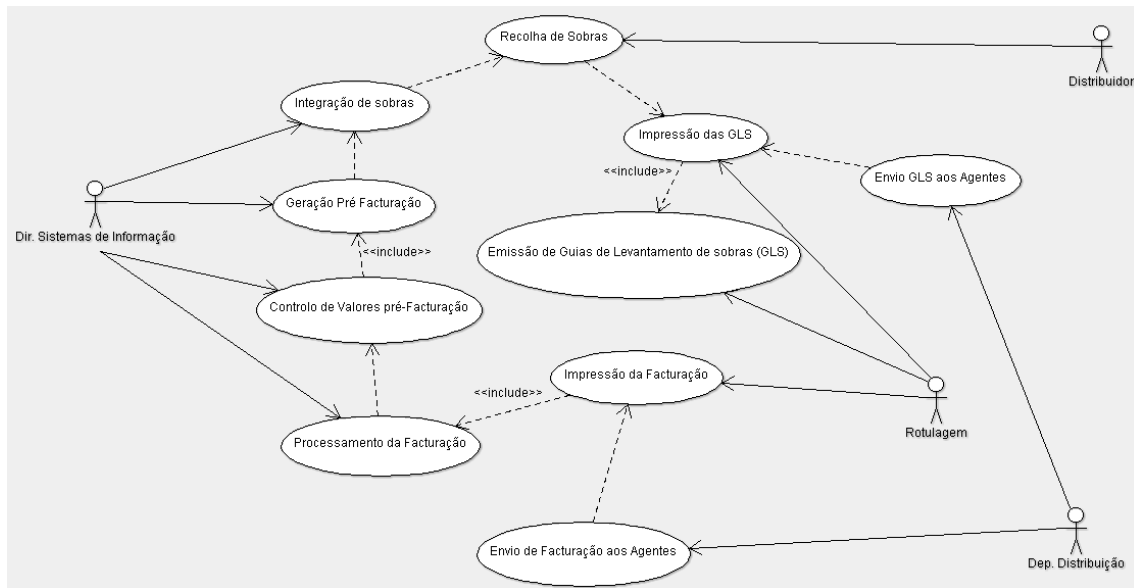 Recolha de Sobras
Distribuidor
Integração de sobras
Impressão das GLS
<<include>>
Envio GLS aos Agentes
Geração Pré Facturação
Dir. Sistemas de Informação
<<include>>
Emissão de Guias de Levantamento de sobras (GLS)
Controlo de Valores pré-Facturação
Impressão da Facturação
<<include>>
Rotulagem
Processamento da Facturação
Envio de Facturação aos Agentes
Dep. Distribuição